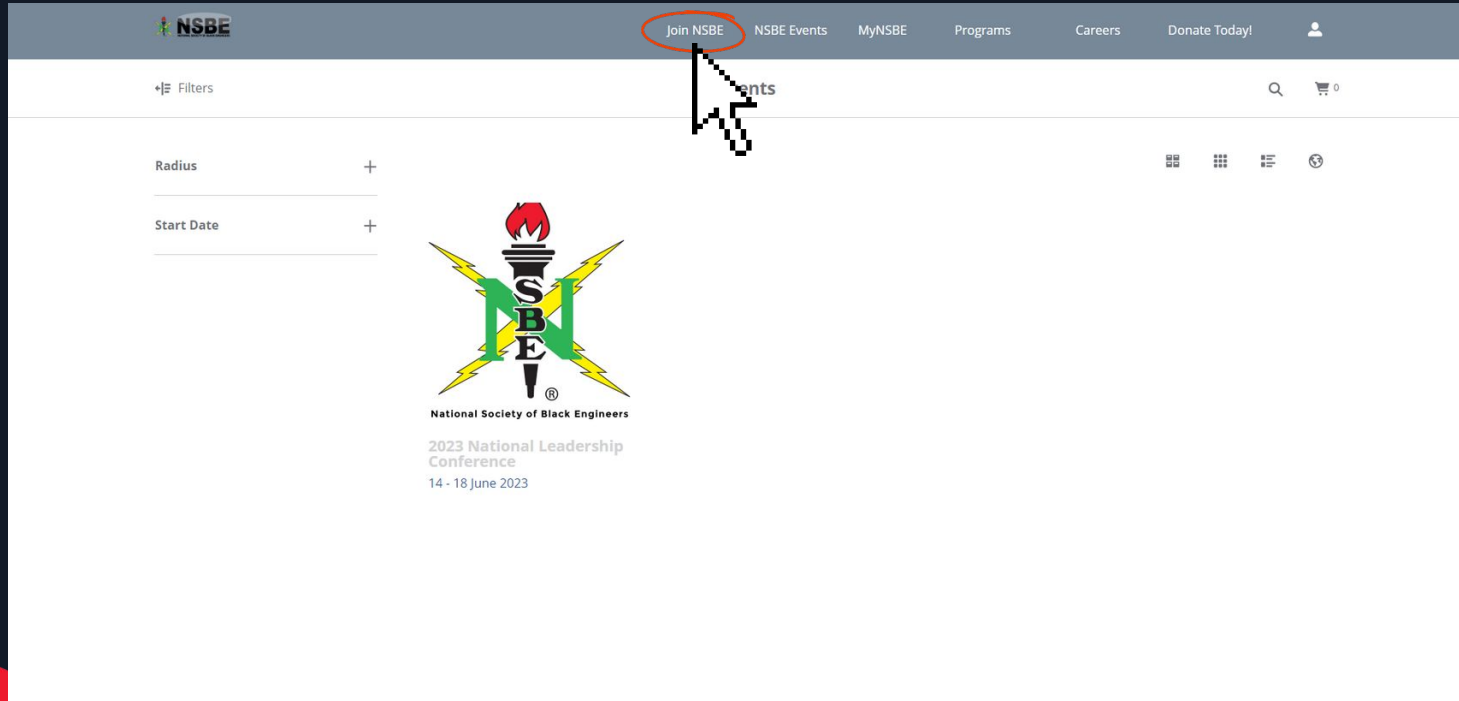 NSBE
Join NSBE
NSBE Events
MyNSBE
Programs
Careers
Donate Today!
Filters
ents
0
Radius
Start Date
N
S
B
E
®
National Society of Black Engineers
2023 National Leadership
Conference
14 - 18 June 2023